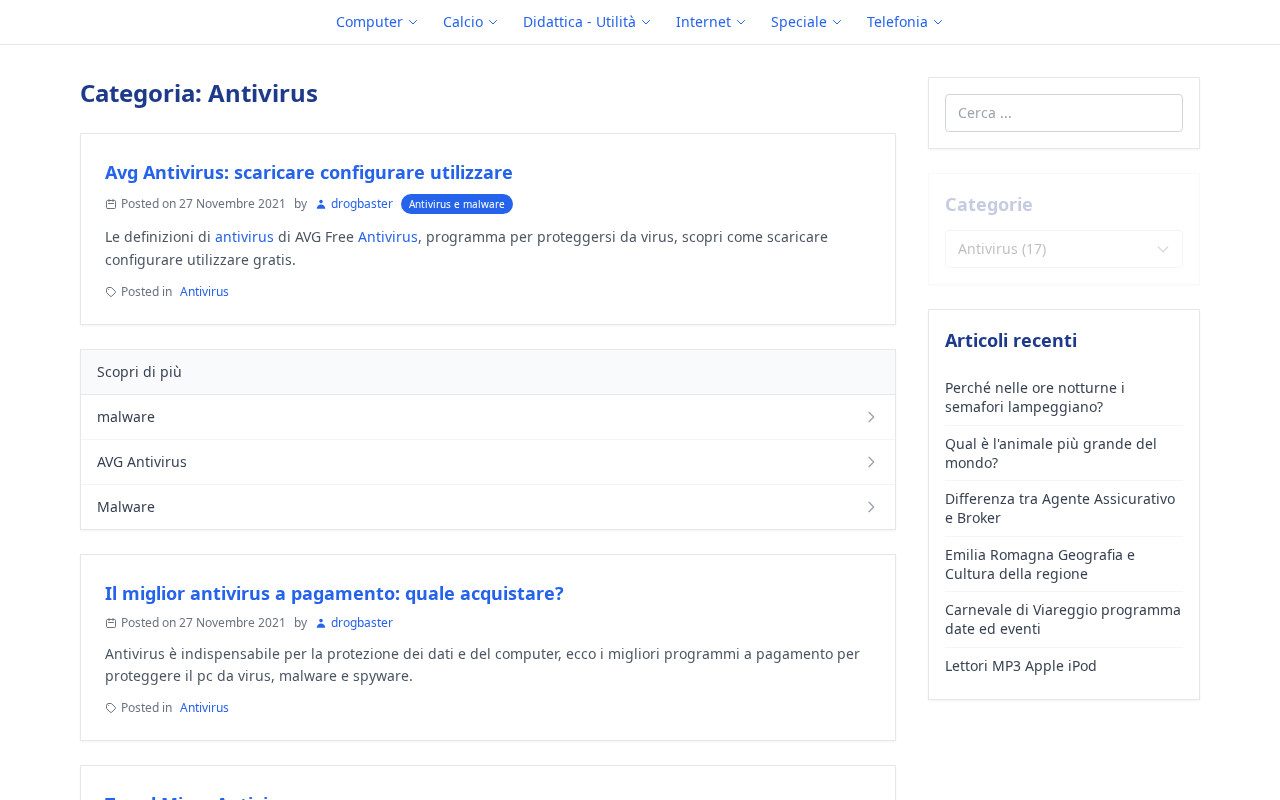 Computer Calcio Didattica - Utilità Internet Speciale Telefonia
Categoria: Antivirus
Avg Antivirus: scaricare configurare utilizzare
Posted on 27 Novembre 2021 by drogbaster Antivirus e malware
Le definizioni di antivirus di AVG Free Antivirus, programma per proteggersi da virus, scopri come scaricare
configurare utilizzare gratis.
Posted in Antivirus
Scopri di più
malware
AVG Antivirus
Malware
Il miglior antivirus a pagamento: quale acquistare?
Posted on 27 Novembre 2021 by drogbaster
Antivirus è indispensabile per la protezione dei dati e del computer, ecco i migliori programmi a pagamento per
proteggere il pc da virus, malware e spyware.
Posted in Antivirus
Cerca ...
Categorie
Antivirus (17)
Articoli recenti
Perché nelle ore notturne i
semafori lampeggiano?
Qual è l'animale più grande del
mondo?
Differenza tra Agente Assicurativo
e Broker
Emilia Romagna Geografia e
Cultura della regione
Carnevale di Viareggio programma
date ed eventi
Lettori MP3 Apple iPod